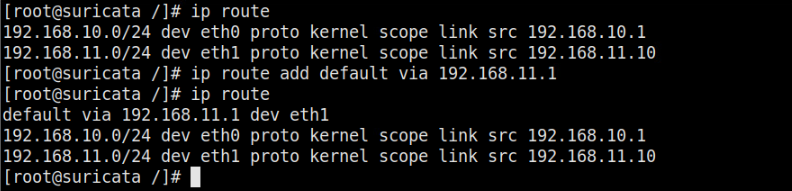 [root@suricata /]# ip route
192.168.10.0/24 dev eth0 proto kernel scope link src 192.168.10.1
192.168.11.0/24 dev eth1 proto kernel scope link src 192.168.11.10
[root@suricata /]# ip route add default via 192.168.11.1
[root@suricata /]# ip route
default via 192.168.11.1 dev eth1
192.168.10.0/24 dev eth0 proto kernel scope link src 192.168.10.1
192.168.11.0/24 dev eth1 proto kernel scope link src 192.168.11.10
[root@suricata /]#